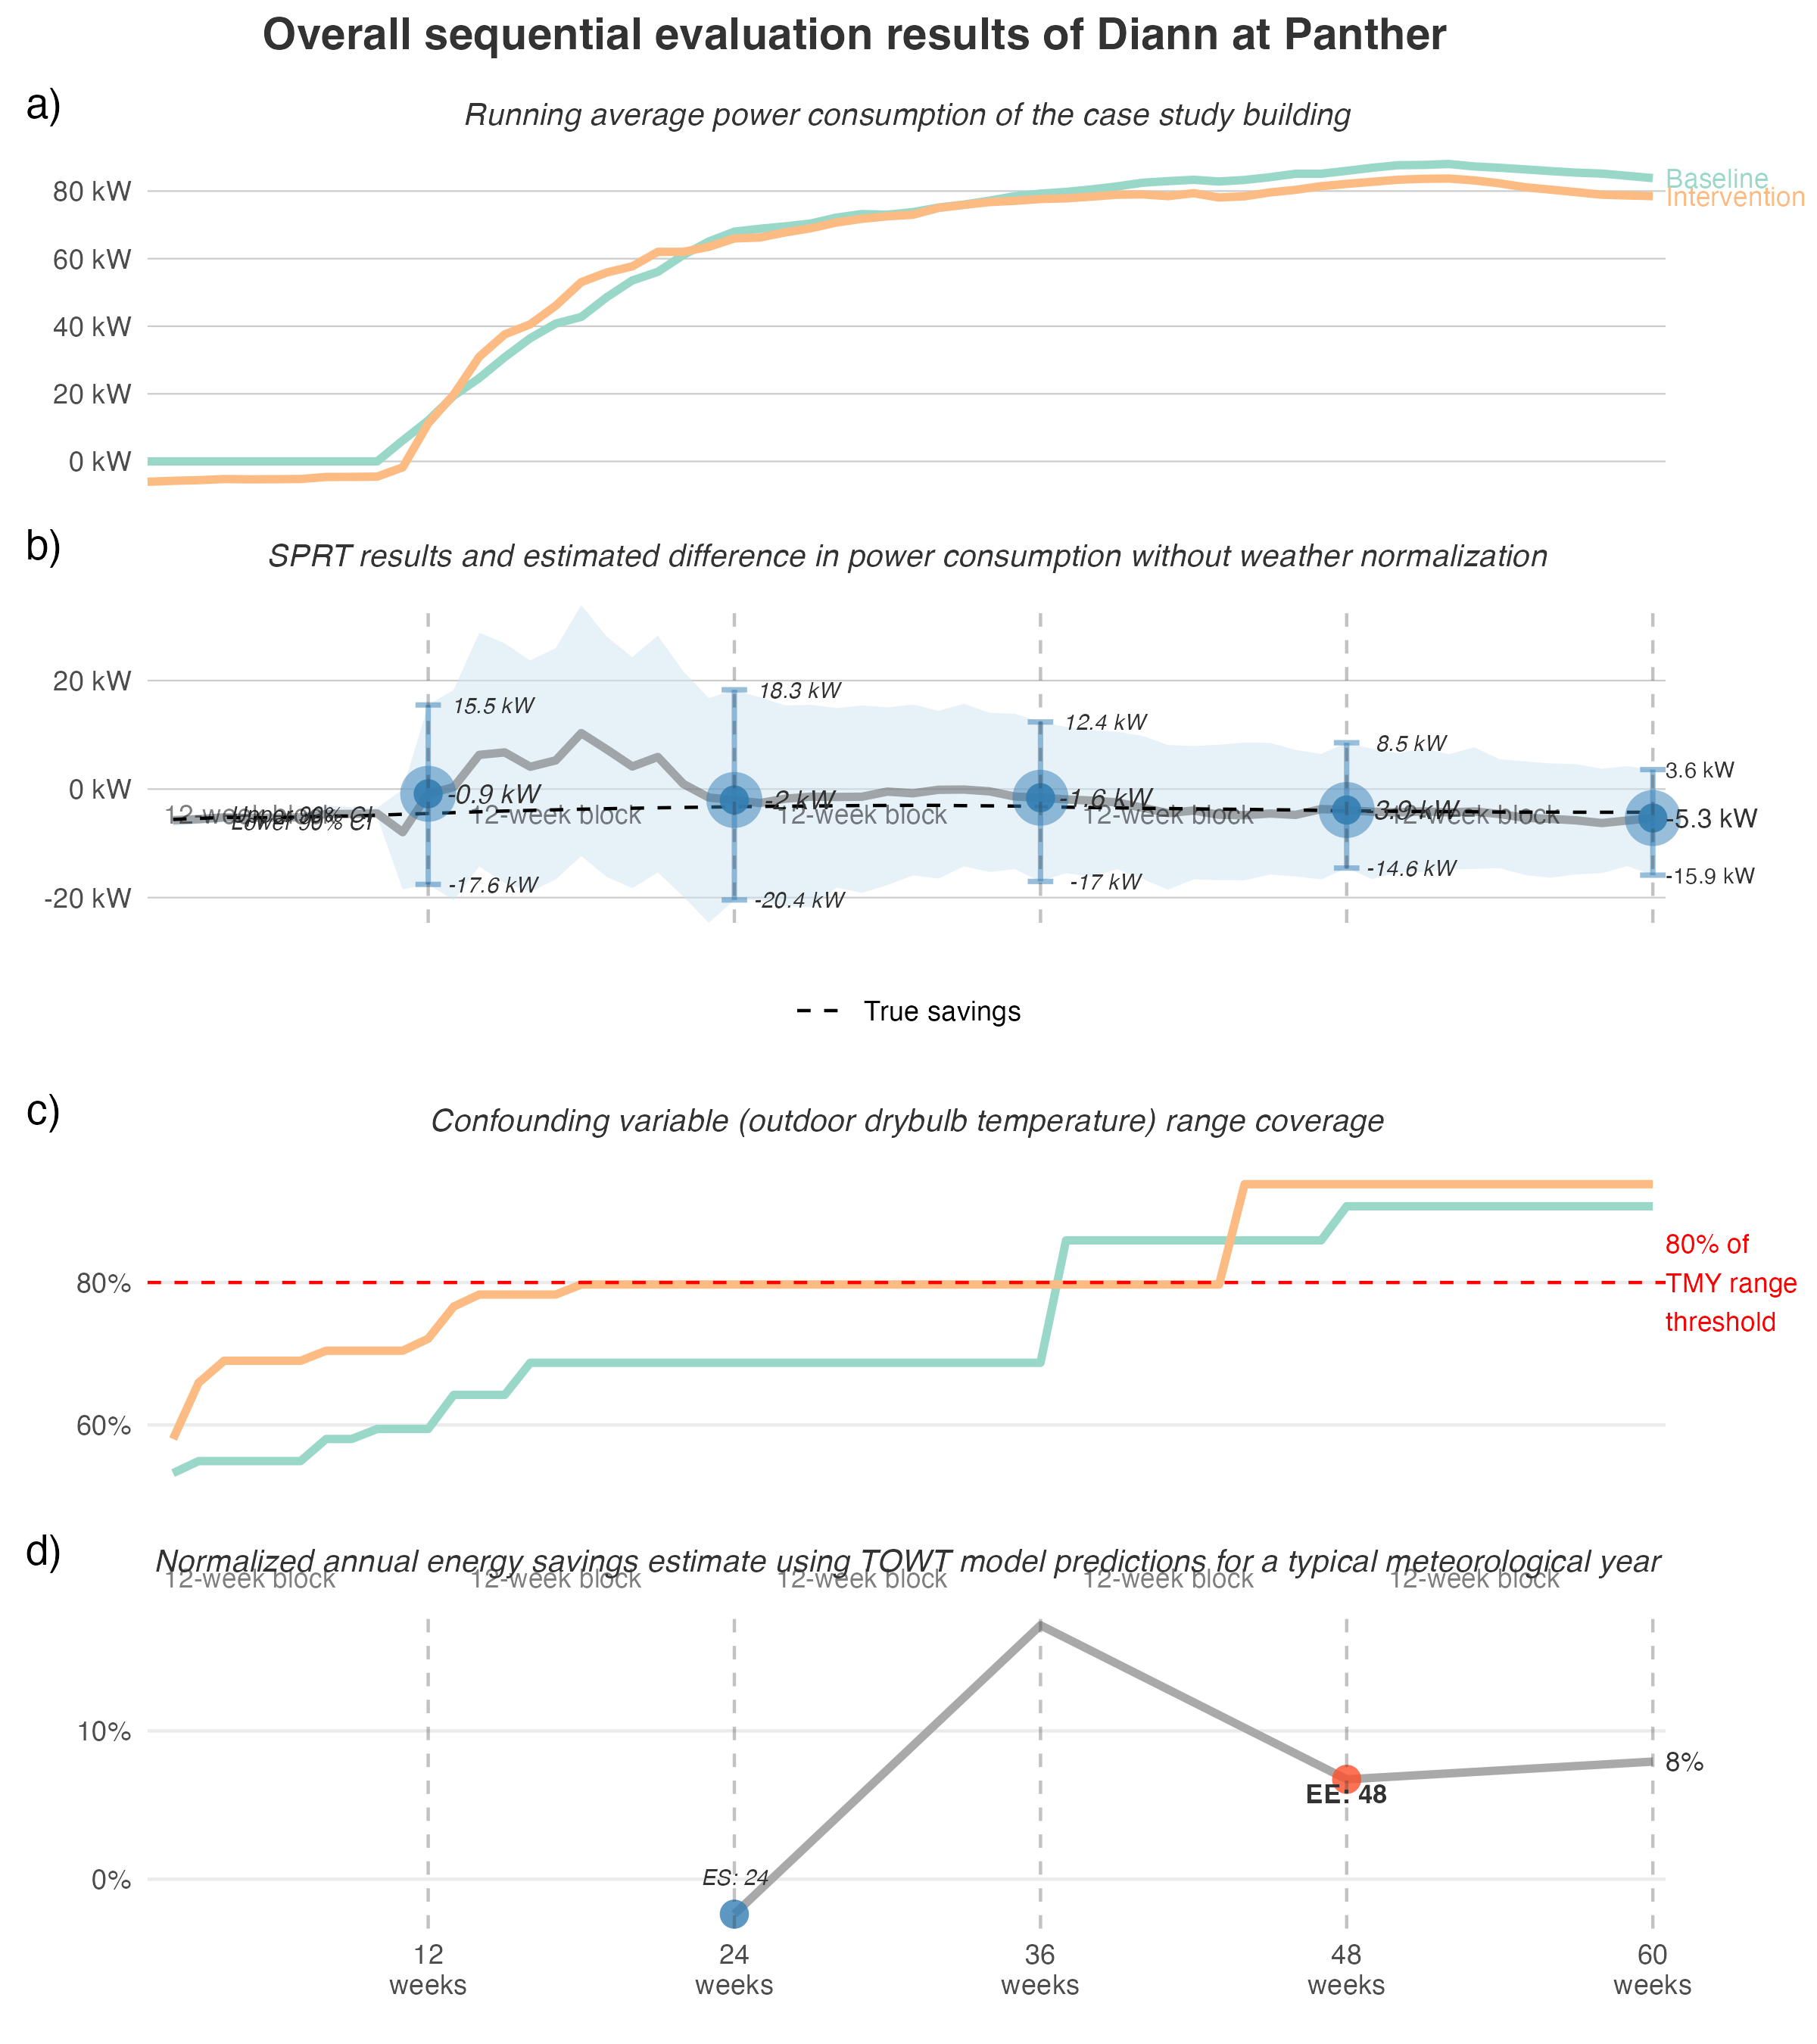 Overall sequential evaluation results of Diann at Panther
a)
Running average power consumption of the case study building
80 kW
60 kW
40 kW
20 kW
0 kW
Baseline
Intervention
b)
SPRT results and estimated difference in power consumption without weather normalization
20 kW
0 kW
-20 kW
15.5 kW
18.3 kW
12.4 kW
8.5 kW
3.6 kW
-0.9 kW
-2 kW
-1.6 kW
-3.9 kW
-5.3 kW
12-week block
12-week block
12-week block
12-week block
12-week block
Upper 90% CI
Lower 90% CI
-17.6 kW
-20.4 kW
-17 kW
-14.6 kW
-15.9 kW
True savings
c)
Confounding variable (outdoor drybulb temperature) range coverage
80%
60%
80% of
TMY range
threshold
d)
Normalized annual energy savings estimate using TOWT model predictions for a typical meteorological year
12-week block
12-week block
12-week block
12-week block
12-week block
10%
0%
ES: 24
EE: 48
8%
12
weeks
24
weeks
36
weeks
48
weeks
60
weeks